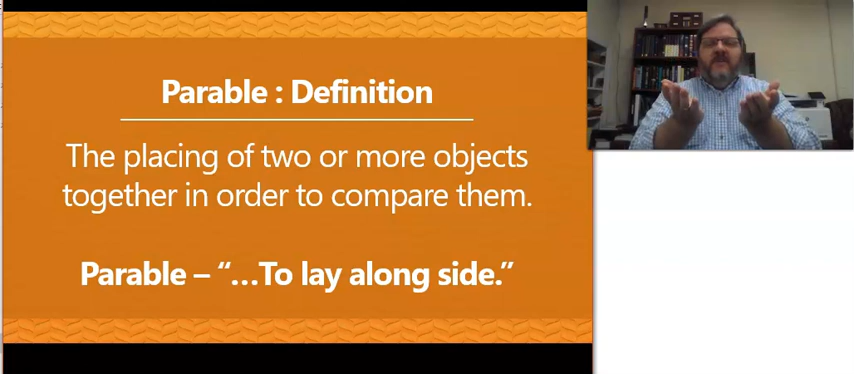 Parable : Definition
The placing of two or more objects
together in order to compare them.
Parable – “…To lay along side.”